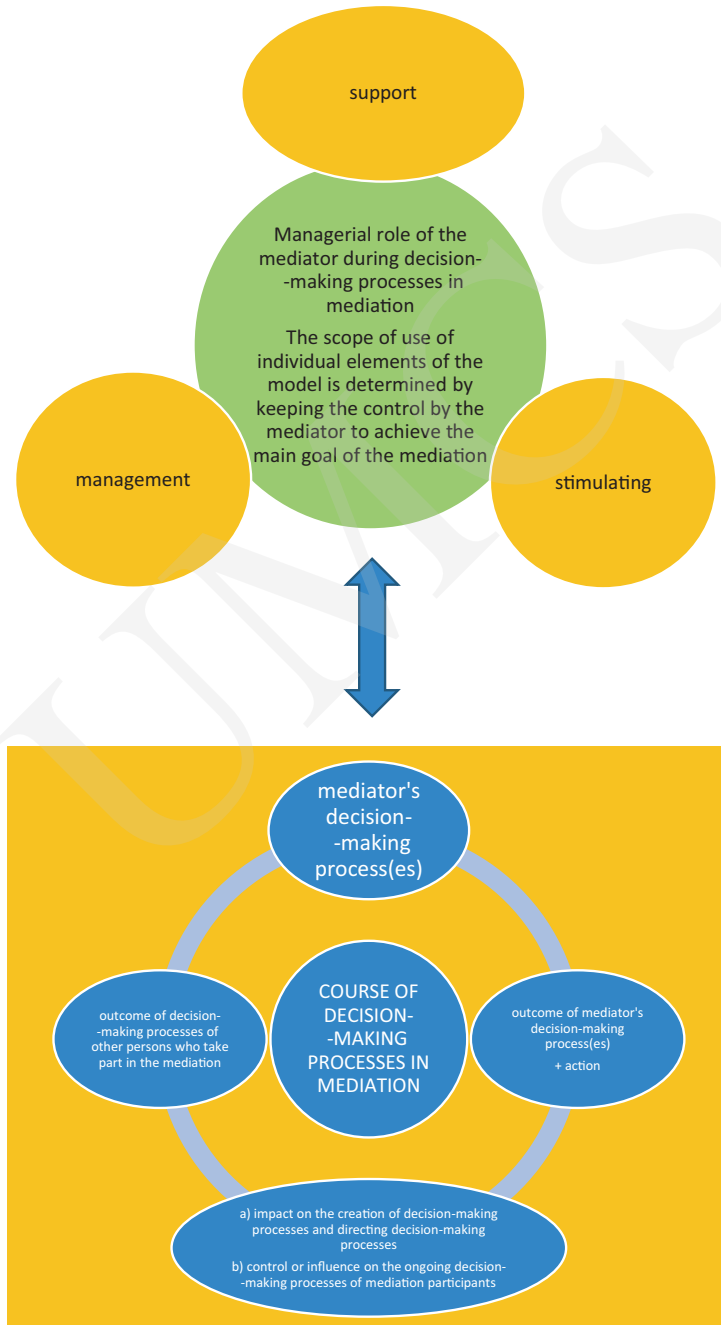 support
Managerial role of the
mediator during decision-
-making processes in
mediation
The scope of use of
individual elements of the
model is determined by
keeping the control by the
mediator to achieve the
main goal of the mediation
management
stimulating
mediator's
decision-
-making
process(es)
outcome of decision-
-making processes of
other persons who take
part in the mediation
COURSE OF
DECISION-
-MAKING
PROCESSES IN
MEDIATION
outcome of mediator's
decision-making
process(es)
+ action
a) impact on the creation of decision-making
processes and directing decision-making
processes
b) control or influence on the ongoing decision-
-making processes of mediation participants
UMCS